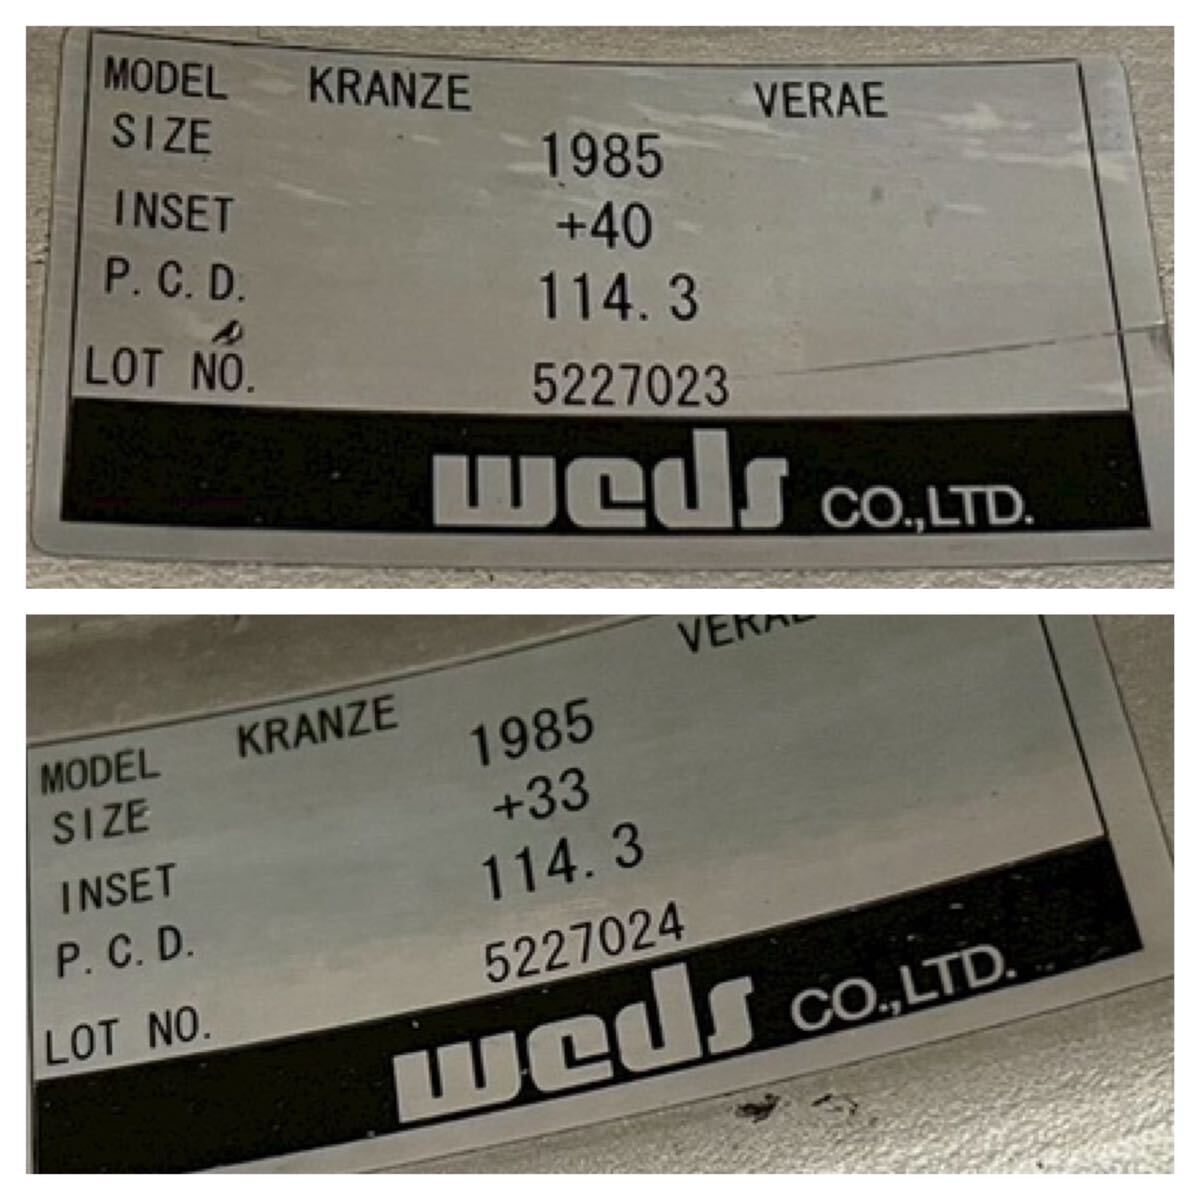 MODEL KRANZE VERAE
SIZE 1985
INSET +40
P.C.D. 114.3
LOT NO. 5227023
weds CO.,LTD.
MODEL KRANZE VERAE
SIZE 1985
INSET +33
P.C.D. 114.3
LOT NO. 5227024
weds CO.,LTD.